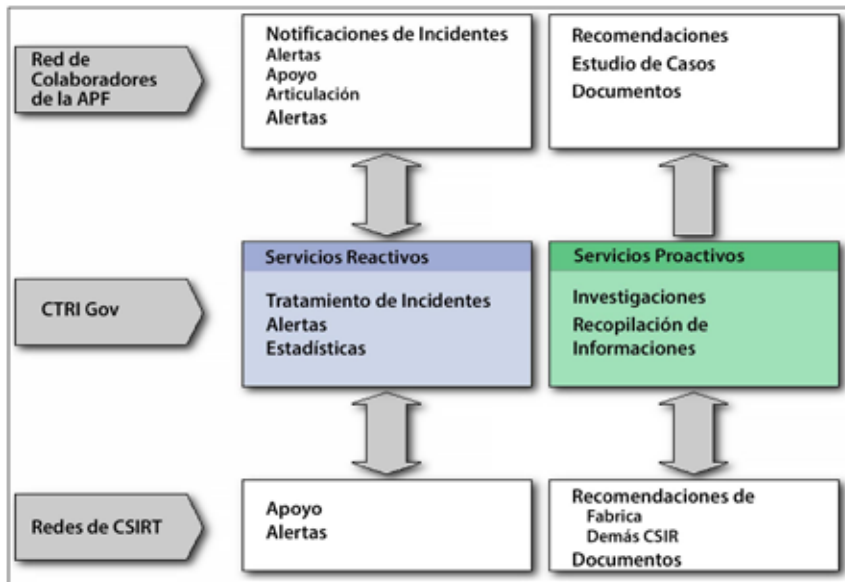 Red de
Colaboradores
de la APF
Notificaciones de Incidentes
Alertas
Apoyo
Articulación
Alertas
Recomendaciones
Estudio de Casos
Documentos
CTRI Gov
Servicios Reactivos
Tratamiento de Incidentes
Alertas
Estadísticas
Servicios Proactivos
Investigaciones
Recopilación de
Informaciones
Redes de CSIRT
Apoyo
Alertas
Recomendaciones de
Fabrica
Demás CSIR
Documentos